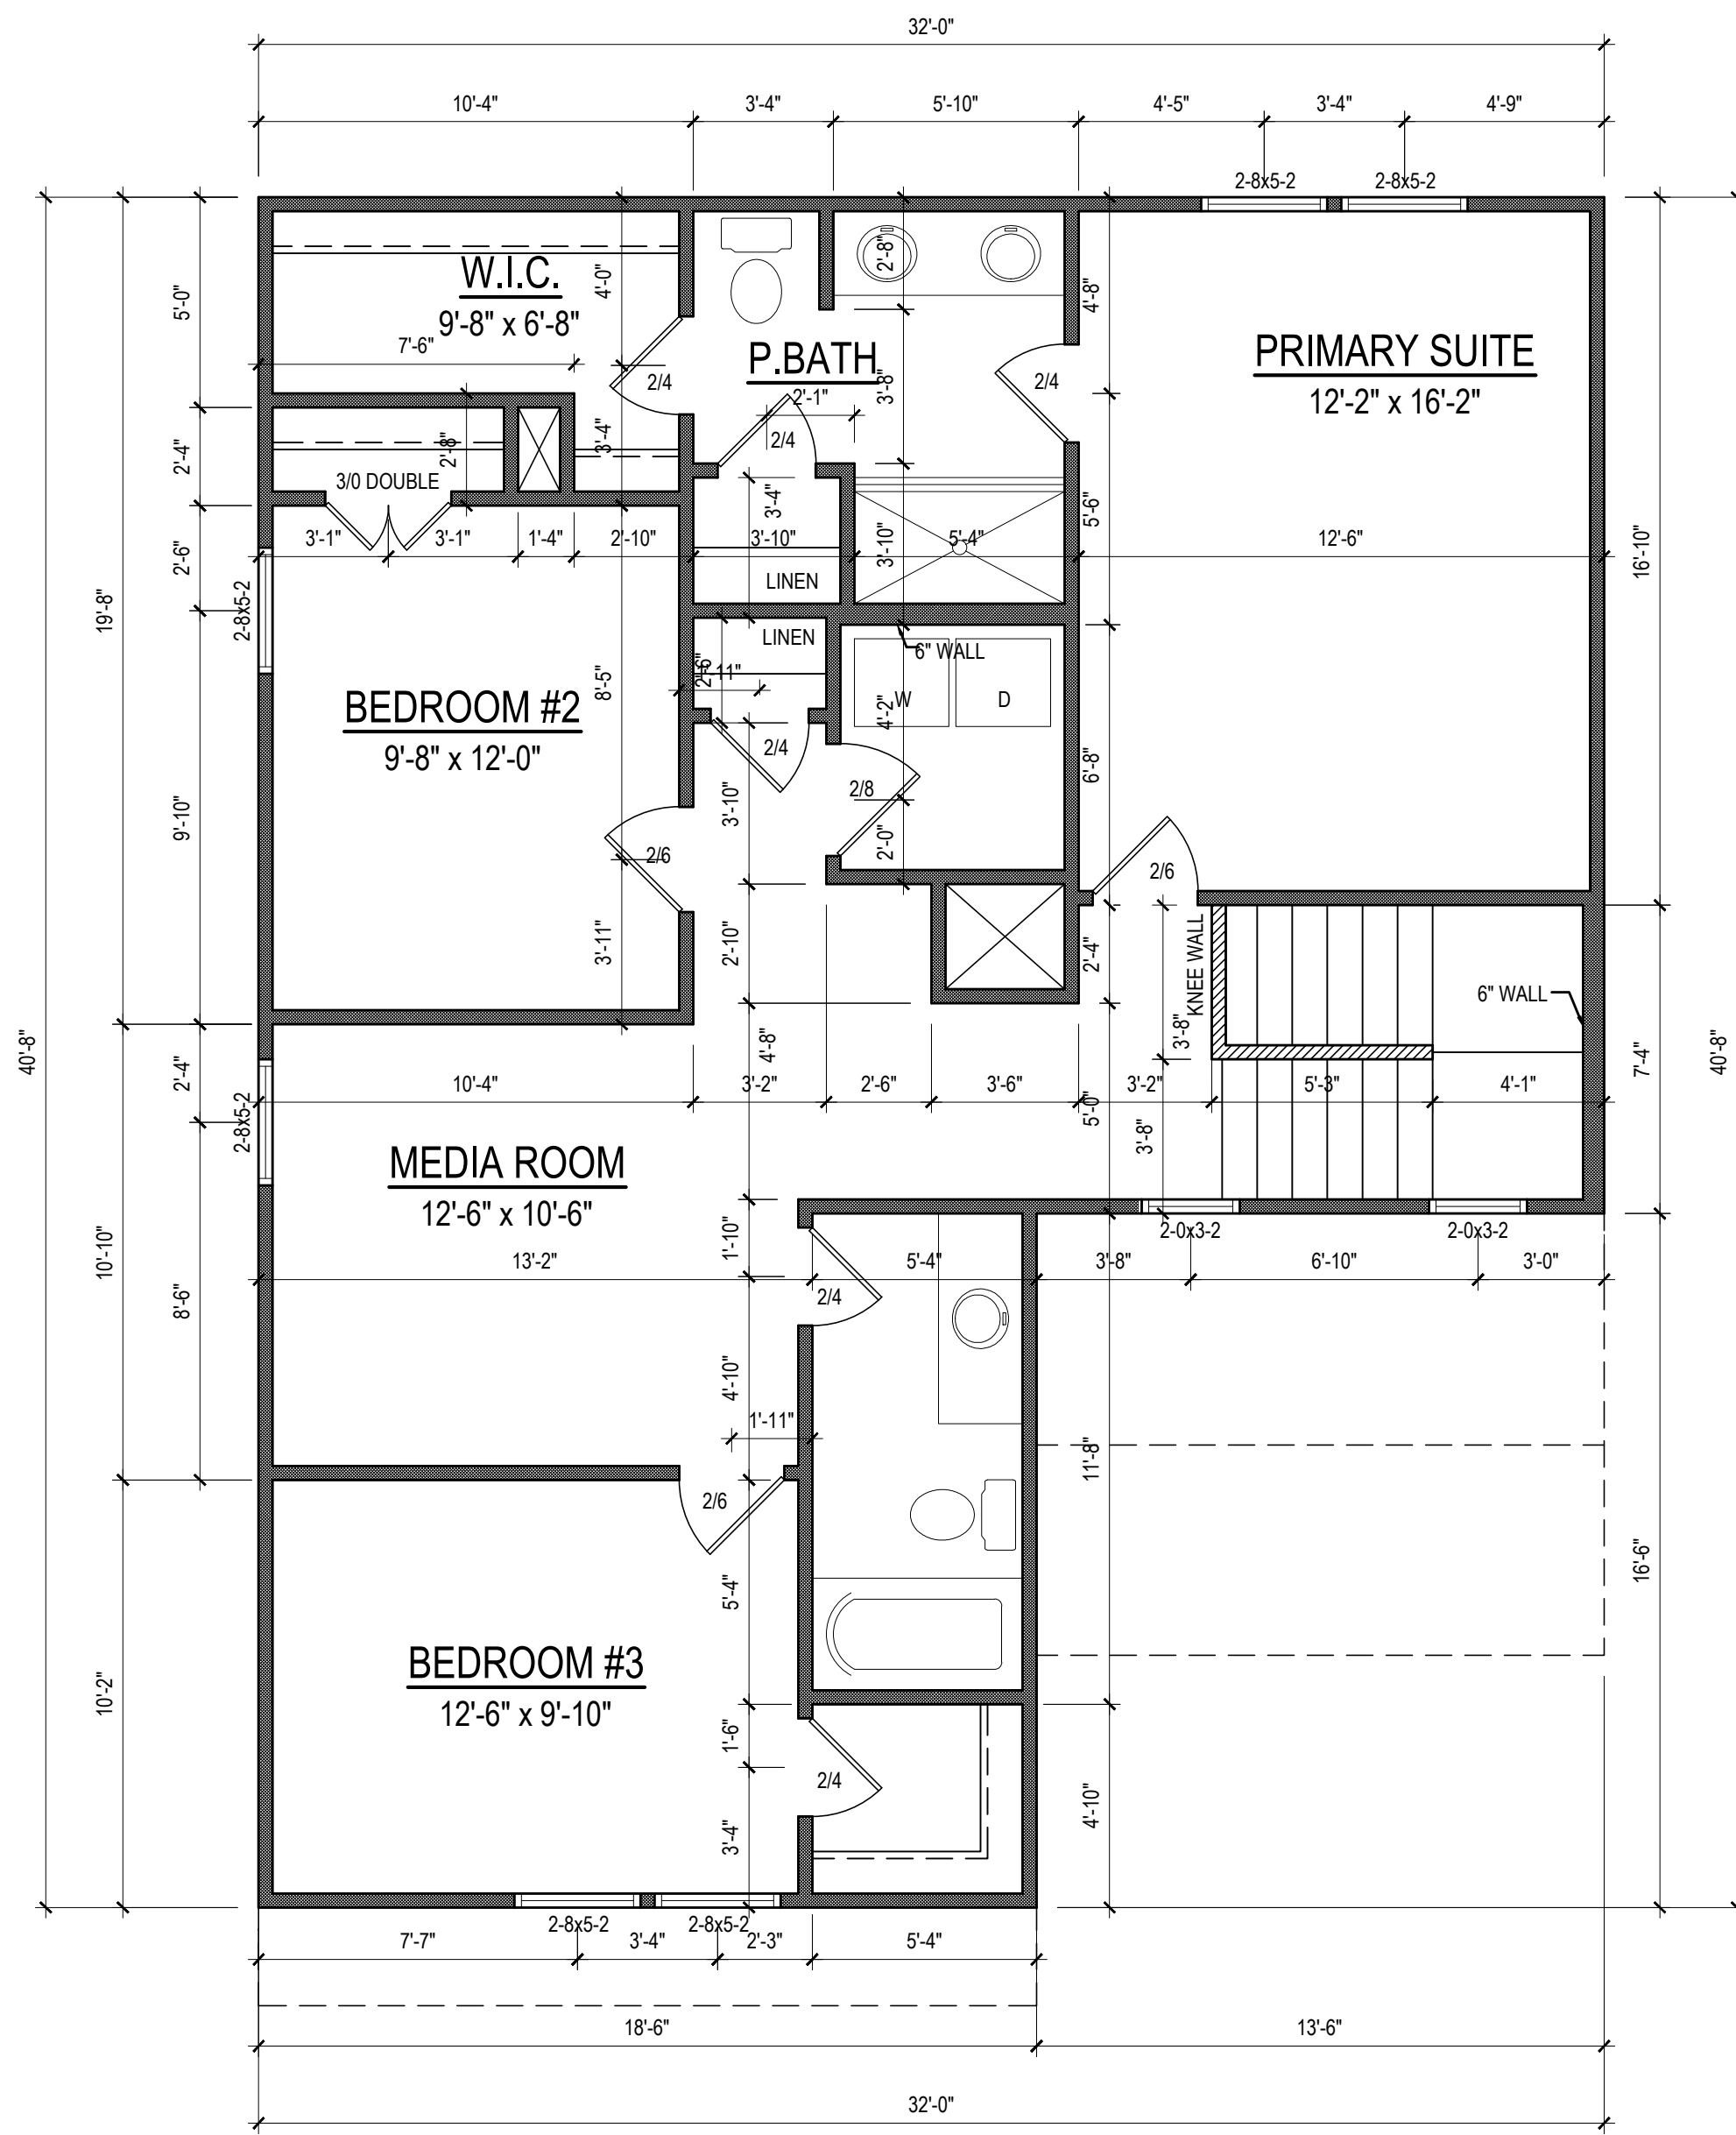 32'-0"
10'-4" 3'-4" 5'-10" 4'-5" 3'-4" 4'-9"
2-8x5-2 2-8x5-2
5'-0"
2'-4"
2'-6"
9'-10"
2'-4"
8'-6"
19'-8"
10'-10"
10'-2"
40'-8"
2-8x5-2
2-8x5-2
W.I.C.
9'-8" x 6'-8"
7'-6"
4'-0"
2/4
3'-4"
2'-8"
3/0 DOUBLE
P.BATH
2'-1"
2/4
2'-8"
3'-8"
2/4
4'-8"
PRIMARY SUITE
12'-2" x 16'-2"
3'-1" 3'-1" 1'-4" 2'-10" 3'-10" 5'-4" 12'-6"
3'-4"
3'-10"
5'-6"
LINEN
LINEN
6" WALL
2'-6"
1'-11"
W D
4'-2"
BEDROOM #2
9'-8" x 12'-0"
8'-5"
2/4
2/8
3'-10"
2'-0"
6'-8"
2/6
2/6
3'-11"
2'-10"
2'-4"
KNEE WALL
6" WALL
3'-8"
4'-8"
10'-4" 3'-2" 2'-6" 3'-6" 3'-2" 5'-3" 4'-1"
5'-0"
3'-8"
16'-10"
7'-4"
16'-6"
40'-8"
MEDIA ROOM
12'-6" x 10'-6"
2-0x3-2 2-0x3-2
1'-10"
13'-2" 5'-4" 3'-8" 6'-10" 3'-0"
2/4
4'-10"
1'-11"
11'-8"
2/6
5'-4"
BEDROOM #3
12'-6" x 9'-10"
1'-6"
2/4
3'-4"
4'-10"
2-8x5-2 2-8x5-2
7'-7" 3'-4" 2'-3" 5'-4"
18'-6" 13'-6"
32'-0"